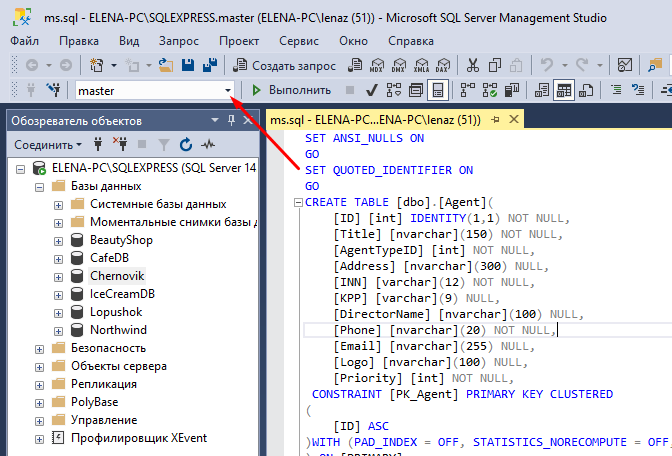 ms.sql - ELENA-PC\SQLEXPRESS.master (ELENA-PC\lenaz (51)) - Microsoft SQL Server Management Studio
Файл Правка Вид Запрос Проект Сервис Окно Справка
Создать запрос MDX DMX XMLA DAX
master Выполнить
Обозреватель объектов
Соединить
ELENA-PC\SQLEXPRESS (SQL Server 14
Базы данных
Системные базы данных
Моментальные снимки базы д
BeautyShop
CafeDB
Chernovik
IceCreamDB
Lopushok
Northwind
Безопасность
Объекты сервера
Репликация
PolyBase
Управление
Профилировщик XEvent
ms.sql - ELENA-PC...ENA-PC\lenaz (51))
SET ANSI_NULLS ON
GO
SET QUOTED_IDENTIFIER ON
GO
CREATE TABLE [dbo].[Agent](
[ID] [int] IDENTITY(1,1) NOT NULL,
[Title] [nvarchar](150) NOT NULL,
[AgentTypeID] [int] NOT NULL,
[Address] [nvarchar](300) NULL,
[INN] [varchar](12) NOT NULL,
[KPP] [varchar](9) NULL,
[DirectorName] [nvarchar](100) NULL,
[Phone] [nvarchar](20) NOT NULL,
[Email] [nvarchar](255) NULL,
[Logo] [nvarchar](100) NULL,
[Priority] [int] NOT NULL,
CONSTRAINT [PK_Agent] PRIMARY KEY CLUSTERED
(
[ID] ASC
)WITH (PAD_INDEX = OFF, STATISTICS_NORECOMPUTE = OFF,
) ON [PRIMARY]